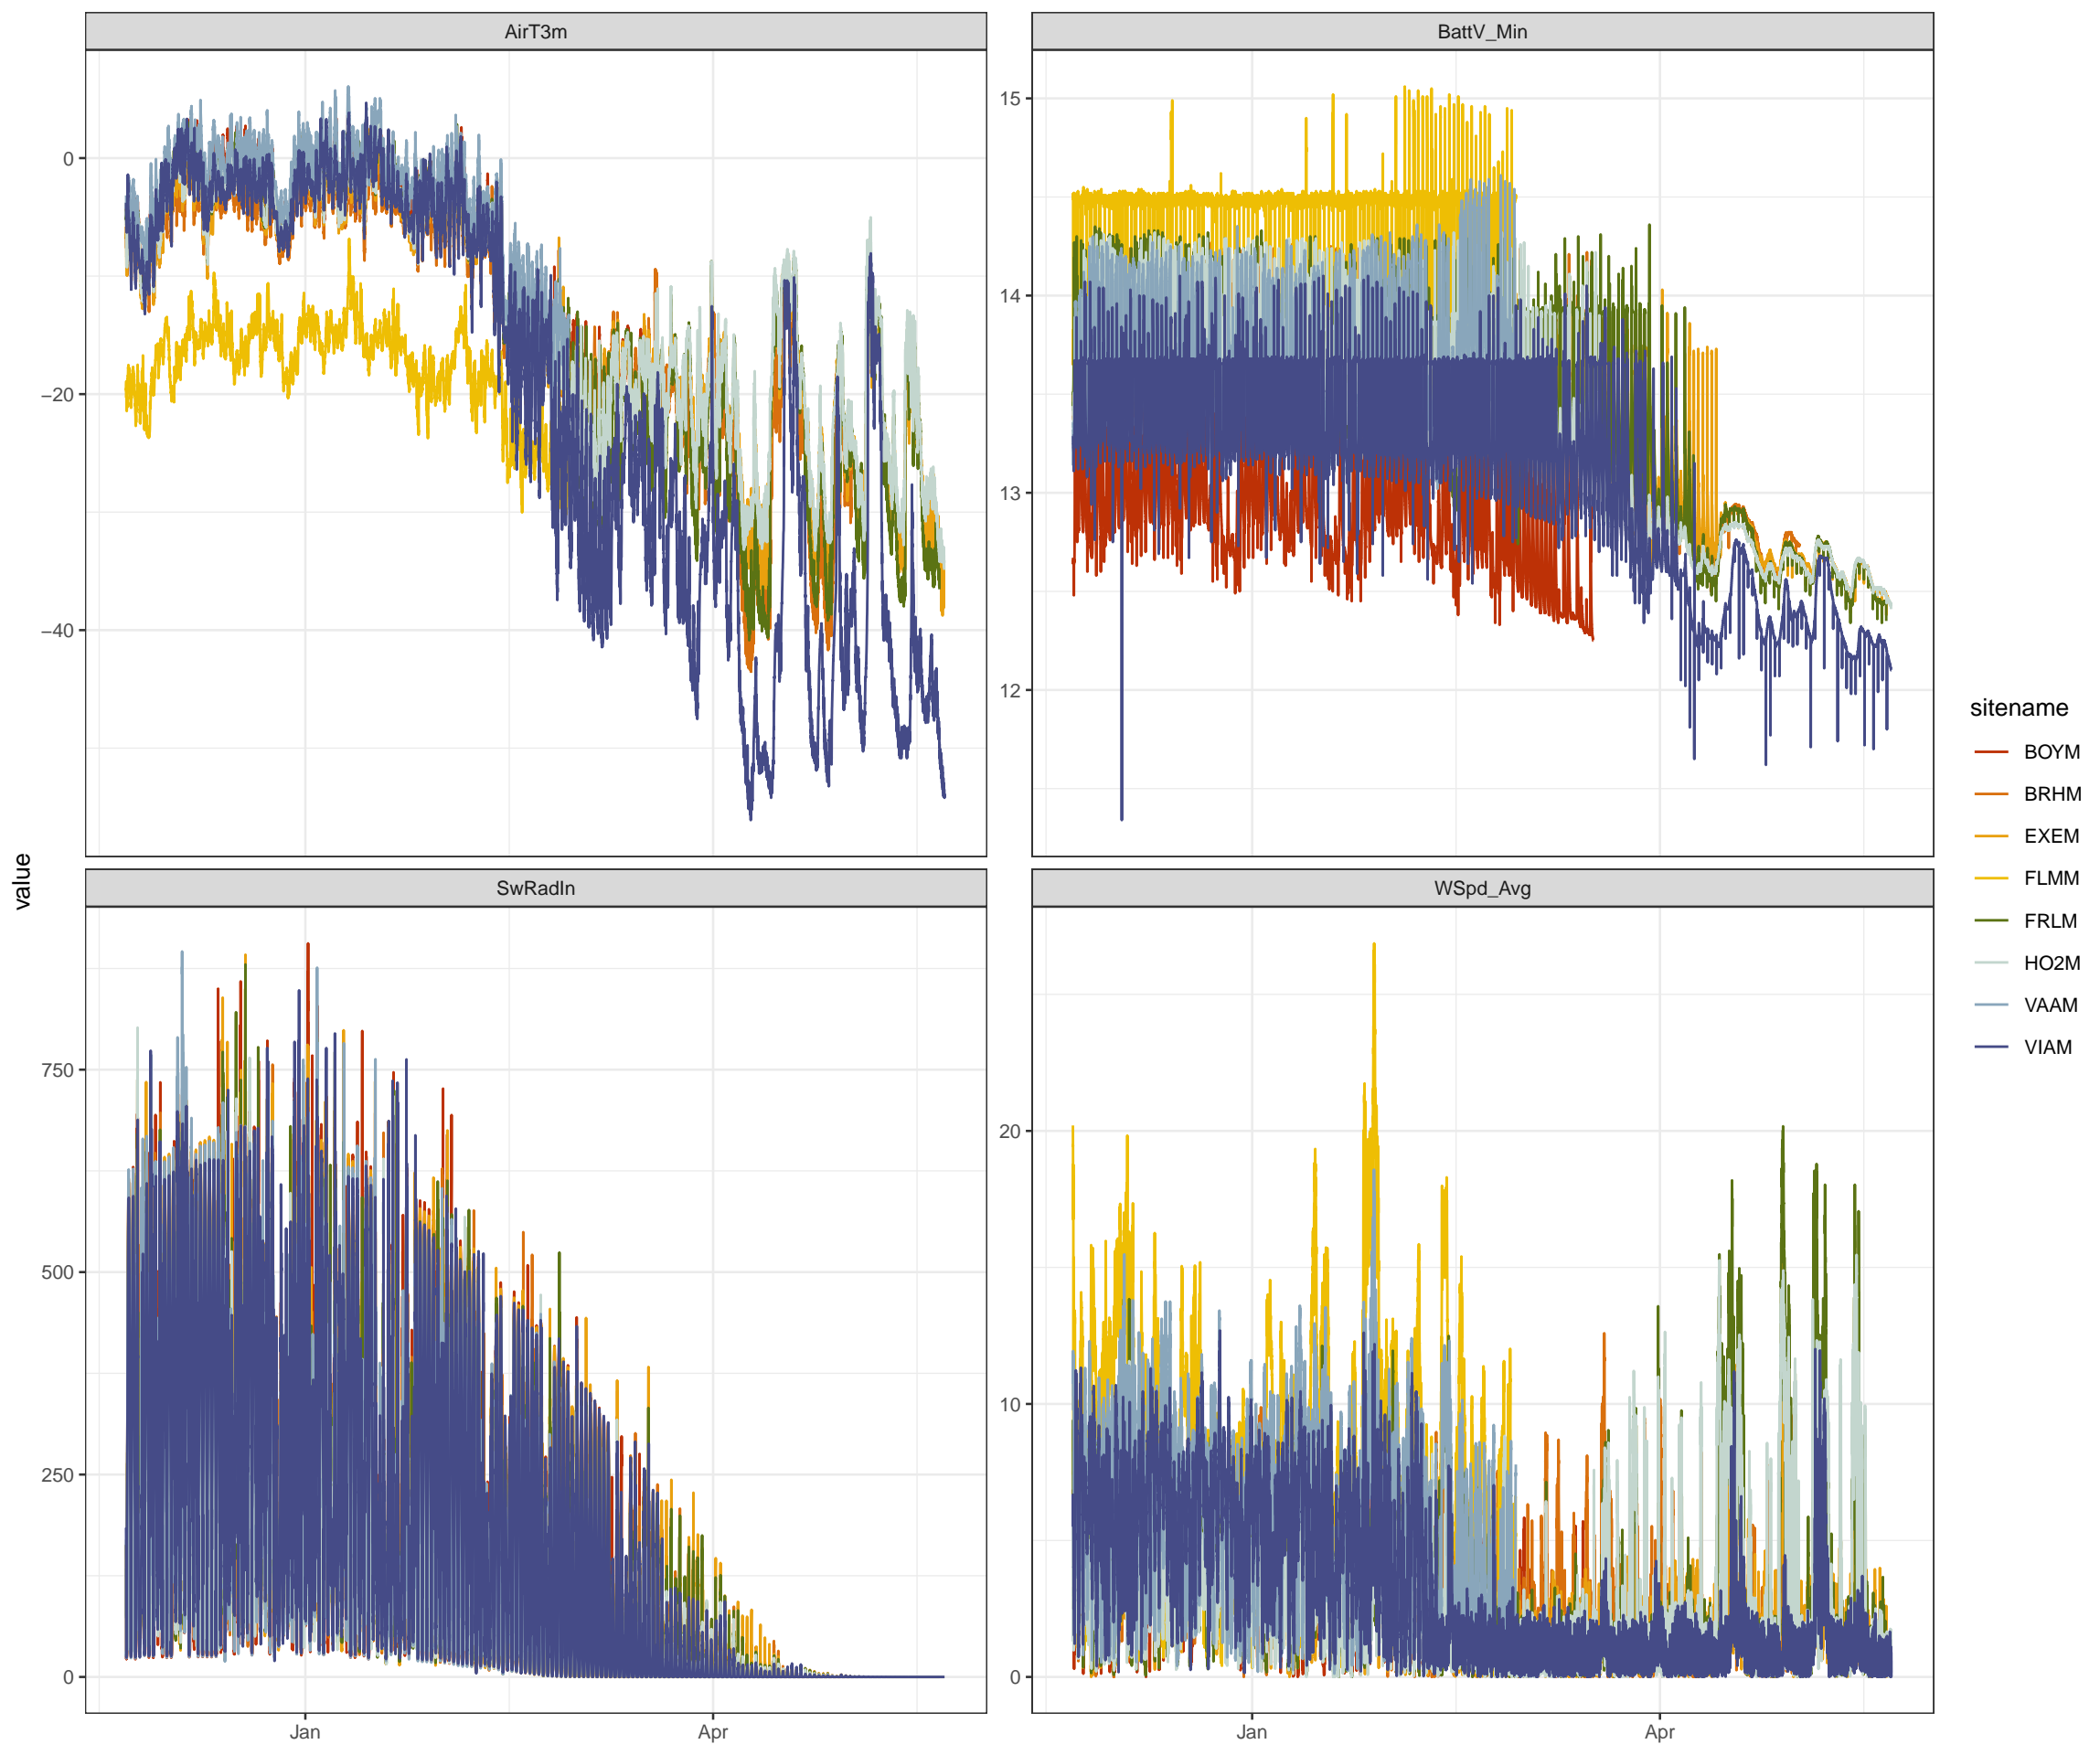 AirT3m
BattV_Min
0
−20
−40
15
14
13
12
value
SwRadIn
WSpd_Avg
750
500
250
0
20
10
0
Jan
Apr
Jan
Apr
sitename
BOYM
BRHM
EXEM
FLMM
FRLM
HO2M
VAAM
VIAM